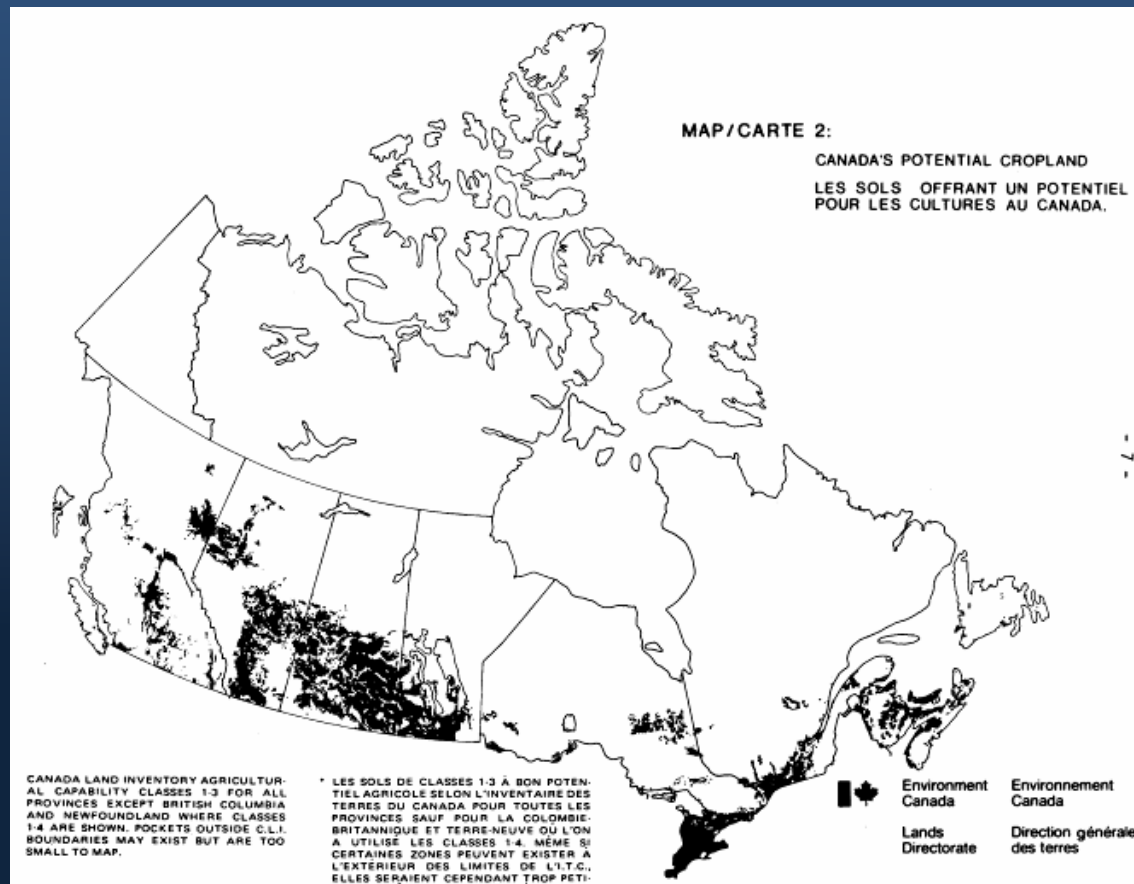 MAP/CARTE 2:
CANADA'S POTENTIAL CROPLAND
LES SOLS OFFRANT UN POTENTIEL
POUR LES CULTURES AU CANADA.
- 7 -
CANADA LAND INVENTORY AGRICULTUR-
AL CAPABILITY CLASSES 1-3 FOR ALL
PROVINCES EXCEPT BRITISH COLUMBIA
AND NEWFOUNDLAND WHERE CLASSES
1-4 ARE SHOWN. POCKETS OUTSIDE C.L.I.
BOUNDARIES MAY EXIST BUT ARE TOO
SMALL TO MAP.
* LES SOLS DE CLASSES 1-3 À BON POTEN-
TIEL AGRICOLE SELON L'INVENTAIRE DES
TERRES DU CANADA POUR TOUTES LES
PROVINCES SAUF POUR LA COLOMBIE-
BRITANNIQUE ET TERRE-NEUVE OÙ L'ON
A UTILISÉ LES CLASSES 1-4. MÊME SI
CERTAINES ZONES PEUVENT EXISTER À
L'EXTÉRIEUR DES LIMITES DE L'I.T.C.,
ELLES SERAIENT CEPENDANT TROP PETI-
Environment
Canada
Lands
Directorate
Environnement
Canada
Direction générale
des terres